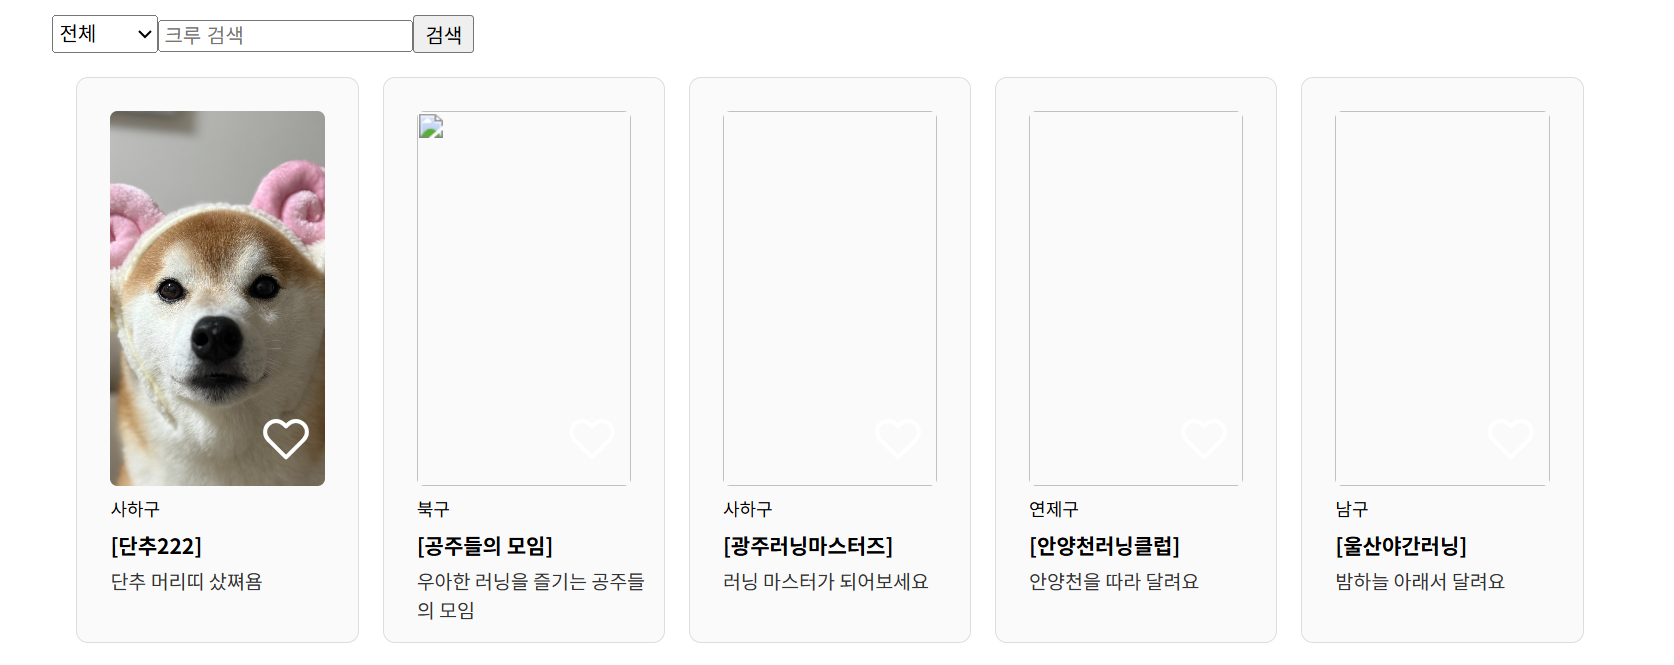 전체
크루 검색
검색
사하구
[단추222]
단추 머리띠 샀쪄욤
북구
[공주들의 모임]
우아한 러닝을 즐기는 공주들
의 모임
사하구
[광주러닝마스터즈]
러닝 마스터가 되어보세요
연제구
[안양천러닝클럽]
안양천을 따라 달려요
남구
[울산야간러닝]
밤하늘 아래서 달려요